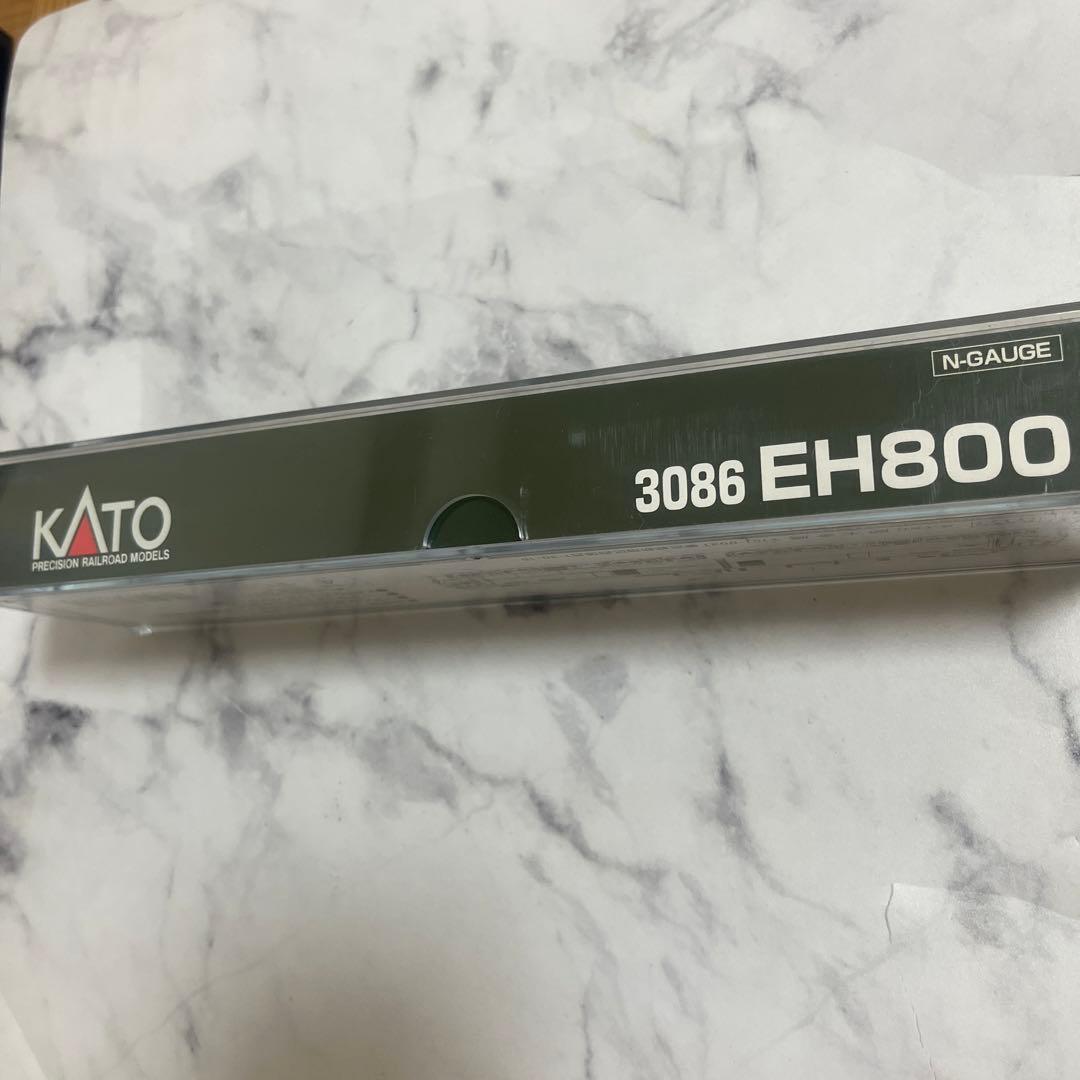 N-GAUGE
3086 EH800
KATO
PRECISION RAILROAD MODELS